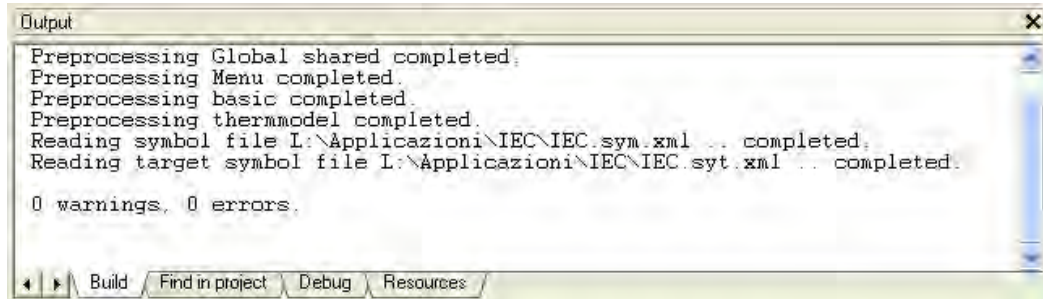 Output
Preprocessing Global shared completed.
Preprocessing Menu completed.
Preprocessing basic completed.
Preprocessing thermmodel completed.
Reading symbol file L:\Applicazioni\IEC\IEC.sym.xml .. completed.
Reading target symbol file L:\Applicazioni\IEC\IEC.syt.xml .. completed.
0 warnings, 0 errors.
Build Find in project Debug Resources